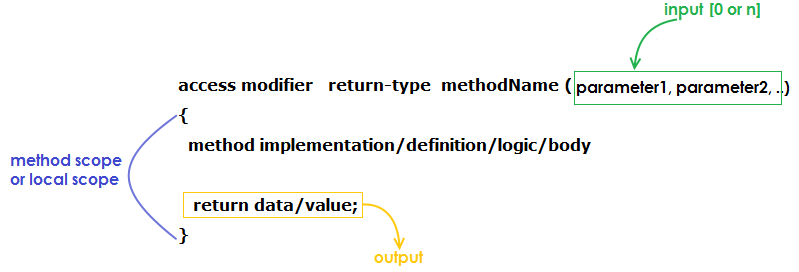 input [0 or n]
access modifier return-type methodName ( parameter1, parameter2, ..)
{
method implementation/definition/logic/body
method scope
or local scope
return data/value;
}
output